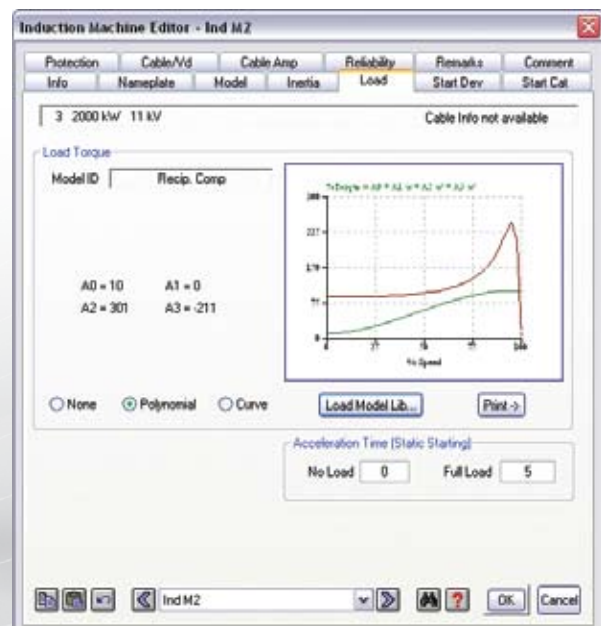 Induction Machine Editor - Ind M2
Protection Cable/Vd Cable Amp Reliability Remarks Comment
Info Nameplate Model Inertia Load Start Dev Start Cat
3 2000 kW 11 kV Cable Info not available
Load Torque
Model ID Recip. Comp
A0 = 10 A1 = 0
A2 = 301 A3 = -211
% Speed
None Polynomial Curve
Load Model Lib... Print ->
Acceleration Time (Static Starting)
No Load 0 Full Load 5
Ind M2
? OK Cancel